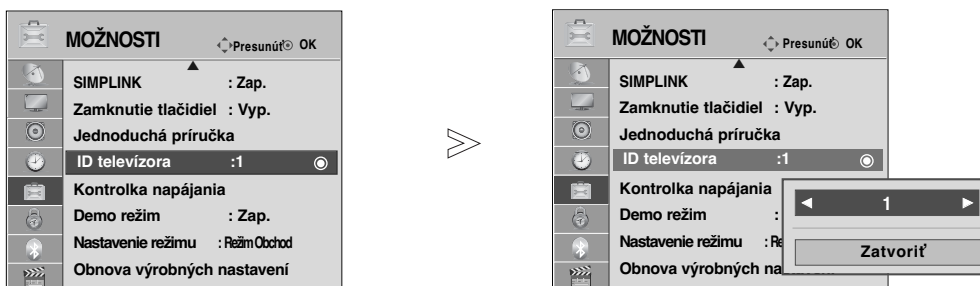 MOŽNOSTI Presunúť OK
SIMPLINK : Zap.
Zamknutie tlačidiel : Vyp.
Jednoduchá príručka
ID televízora :1
Kontrolka napájania
Demo režim : Zap.
Nastavenie režimu : Režim Obchod
Obnova výrobných nastavení
MOŽNOSTI Presunúť OK
SIMPLINK : Zap.
Zamknutie tlačidiel : Vyp.
Jednoduchá príručka
ID televízora :1
Kontrolka napájania
Demo režim :
Nastavenie režimu : Re
Obnova výrobných nastavení
1
Zatvoriť